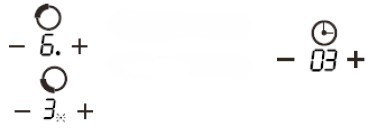 - 6. +
- 03 +
- 3 +